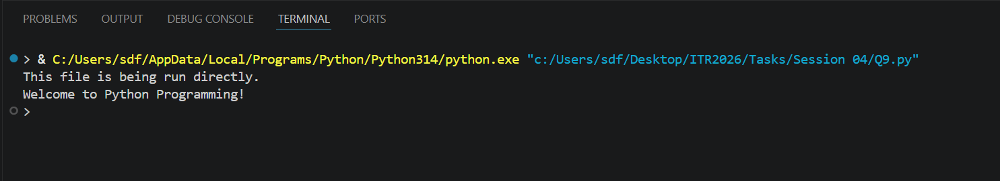 PROBLEMS OUTPUT DEBUG CONSOLE TERMINAL PORTS
> & C:/Users/sdf/AppData/Local/Programs/Python/Python314/python.exe "c:/Users/sdf/Desktop/ITR2026/Tasks/Session 04/Q9.py"
This file is being run directly.
Welcome to Python Programming!
>